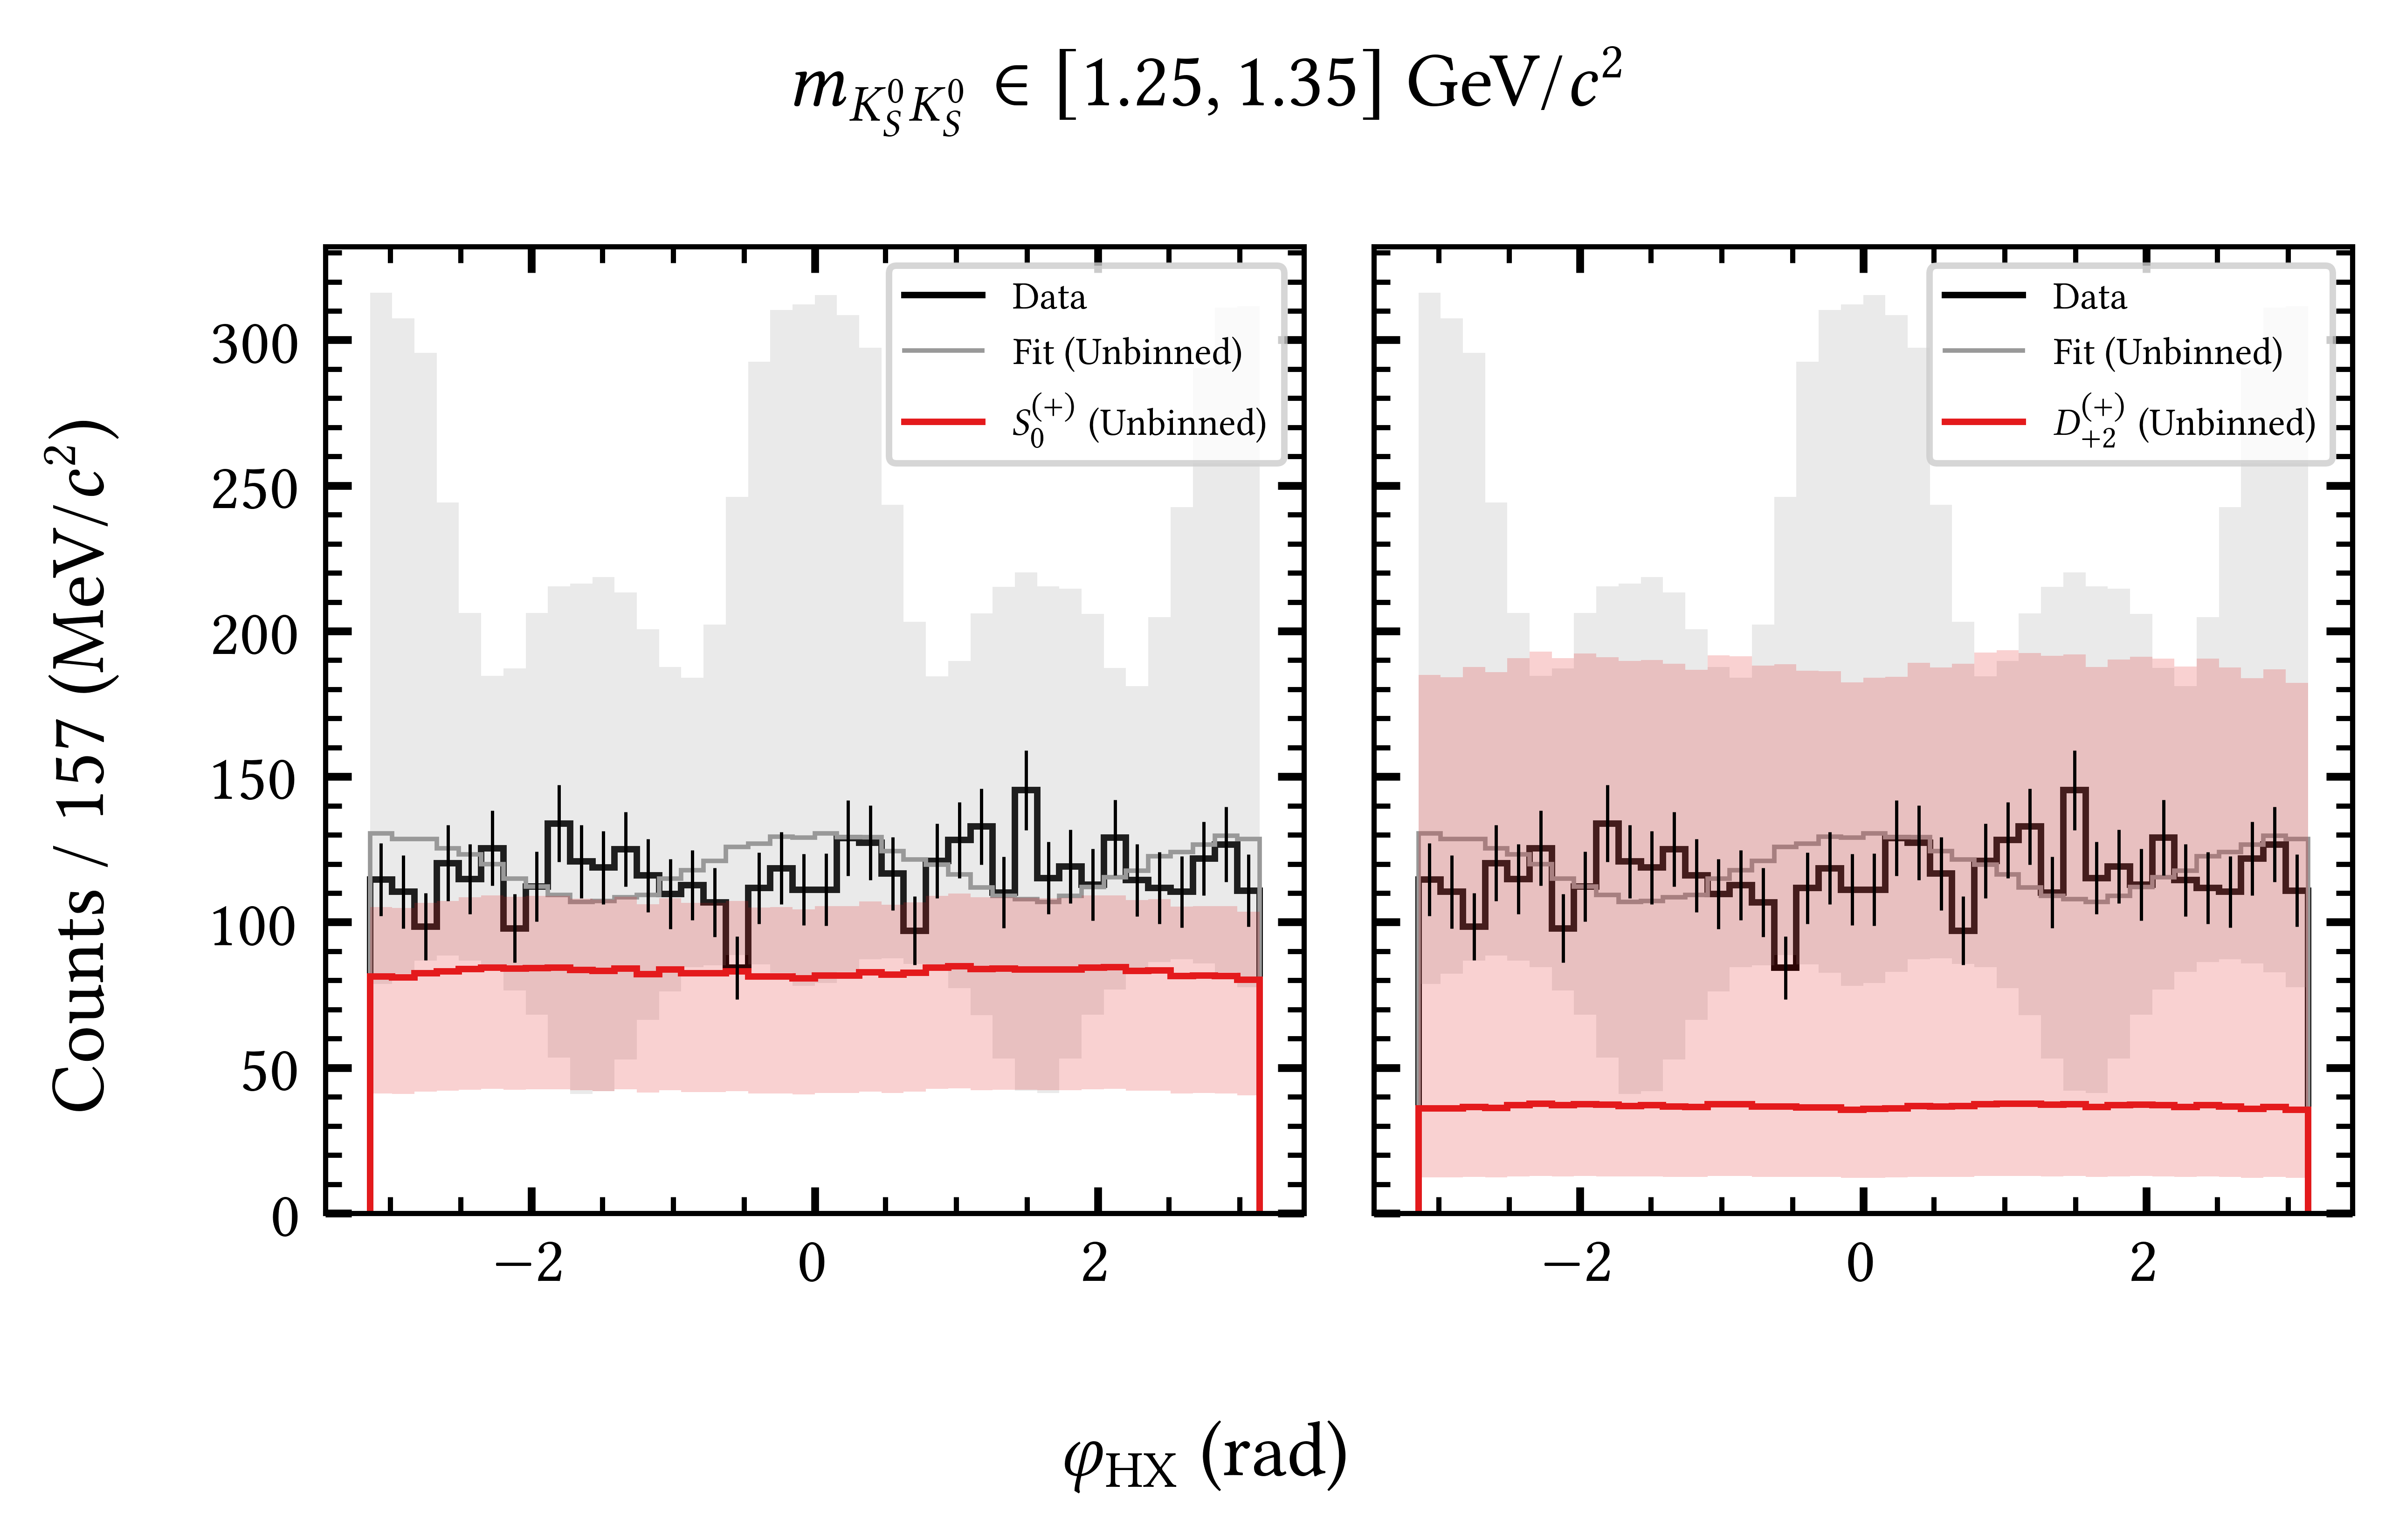 m_{K_S^0 K_S^0} ∈ [1.25, 1.35] GeV/c²
Counts / 157 (MeV/c²)
300
250
200
150
100
50
0
Data
Fit (Unbinned)
S_0^{(+)} (Unbinned)
Data
Fit (Unbinned)
D_{+2}^{(+)} (Unbinned)
−2 0 2
−2 0 2
φ_{HX} (rad)